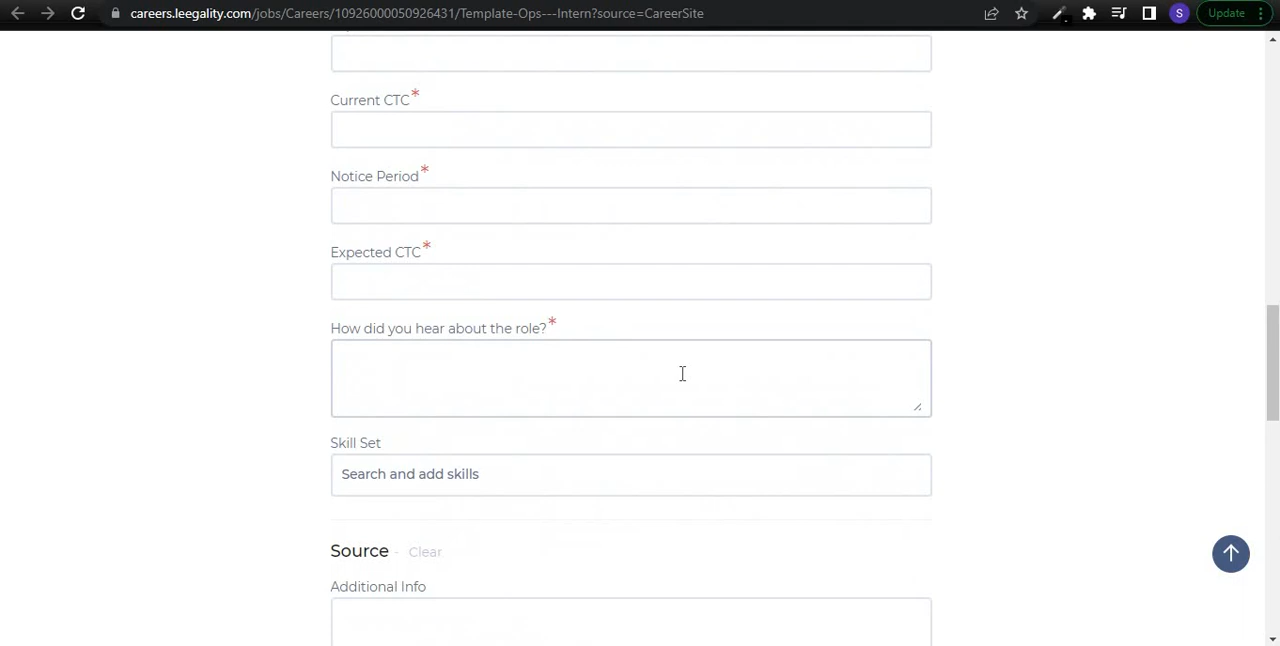 careers.leegality.com/jobs/Careers/10926000050926431/Template-Ops---Intern?source=CareerSite
S
Update
Current CTC*
Notice Period*
Expected CTC*
How did you hear about the role?*
Skill Set
Search and add skills
Source - Clear
Additional Info